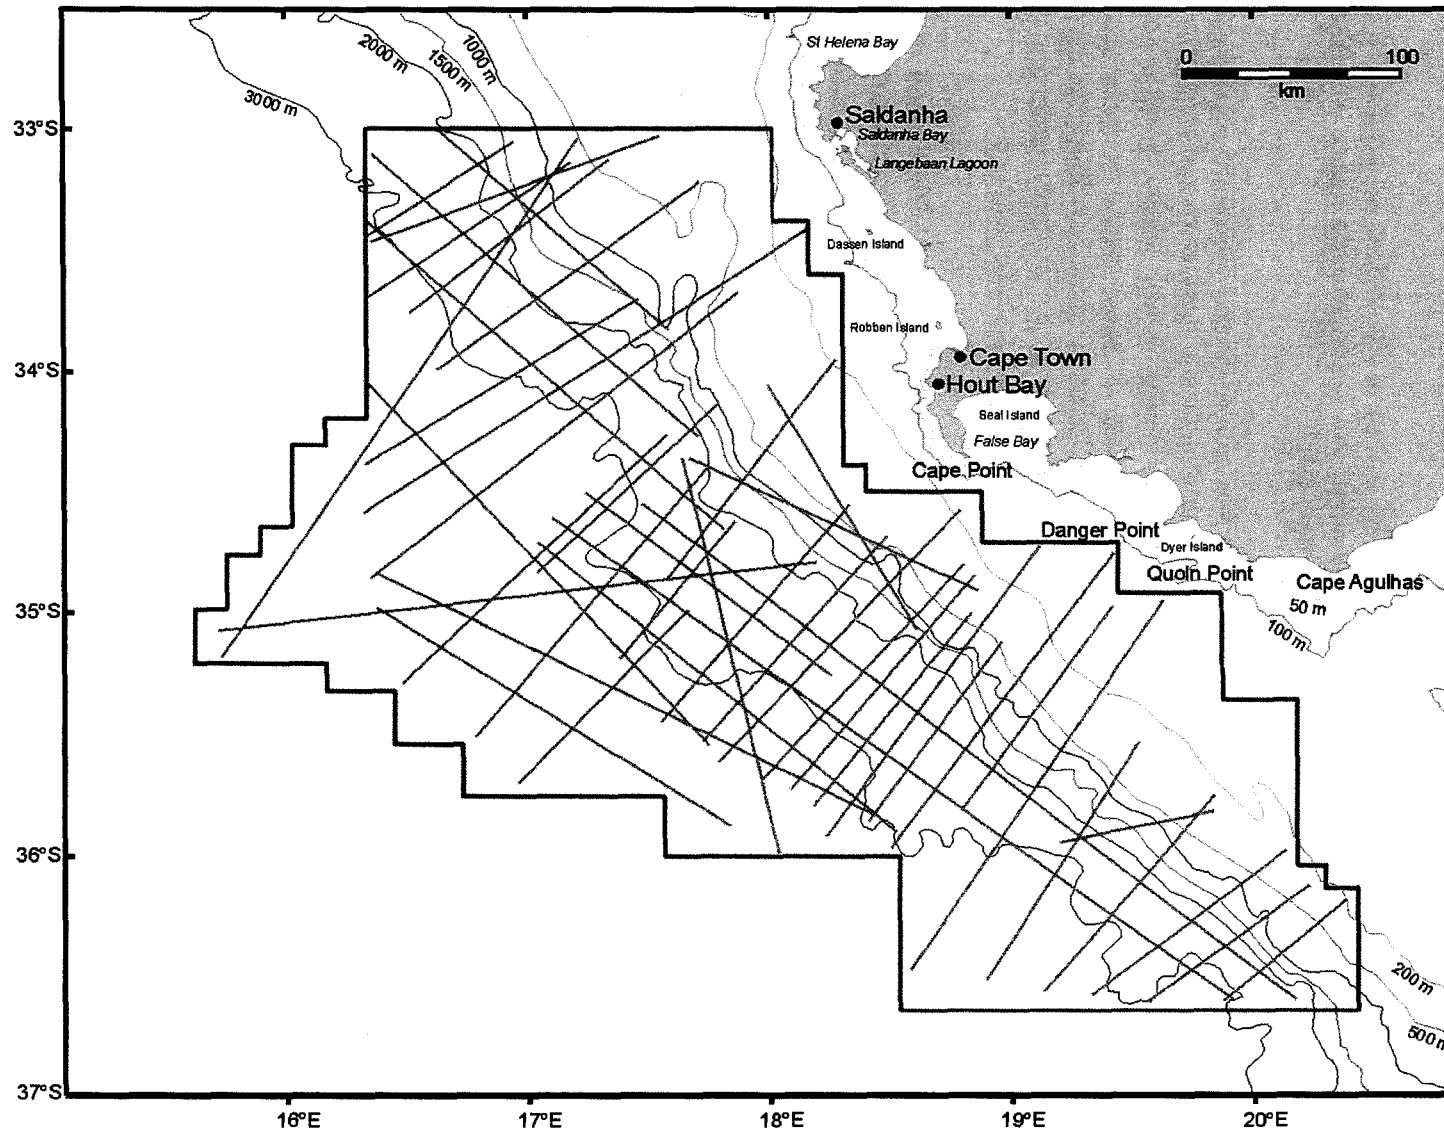 St Helena Bay
0 100
km
1000 m
1500 m
2000 m
3000 m
33°S
Saldanha
Saldanha Bay
Langebaan Lagoon
Dassen Island
Robben Island
34°S
Cape Town
Hout Bay
Seal Island
False Bay
Cape Point
Danger Point
Dyer Island
Quoin Point
Cape Agulhas
50 m
100 m
35°S
36°S
200 m
500 m
37°S
16°E 17°E 18°E 19°E 20°E